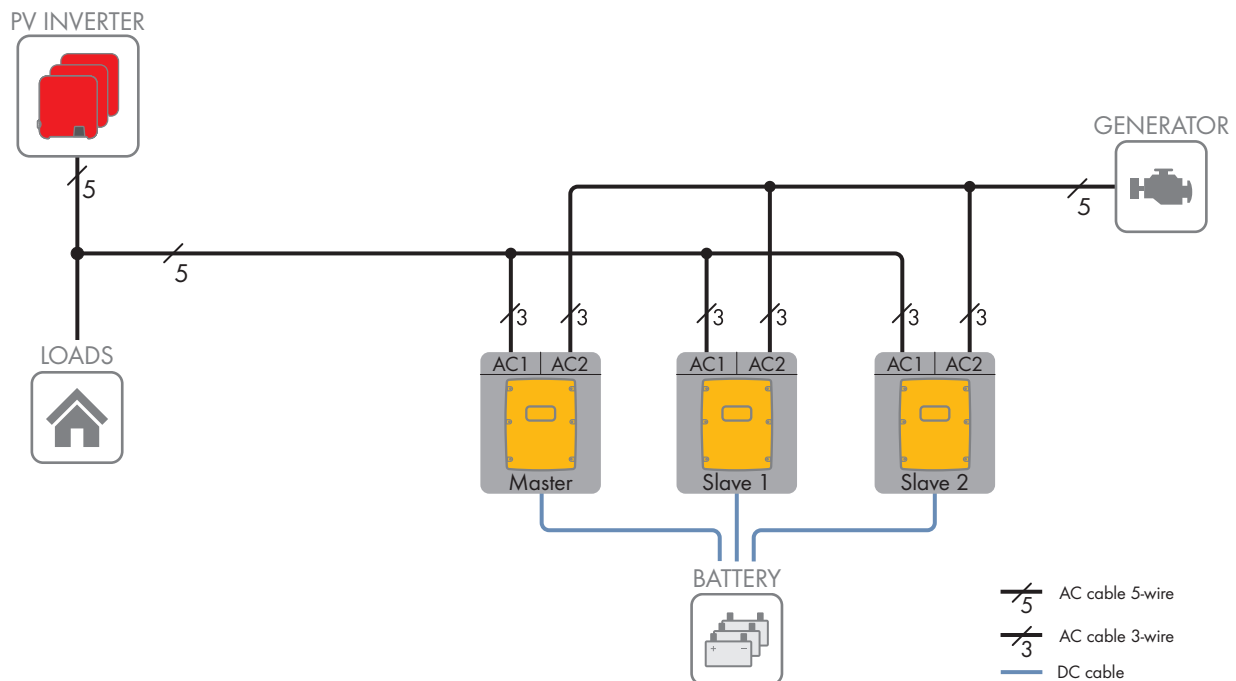 PV INVERTER
GENERATOR
5
5
5
LOADS
3
3
3
3
3
3
AC1 AC2
AC1 AC2
AC1 AC2
Master
Slave 1
Slave 2
BATTERY
+ −
5 AC cable 5-wire
3 AC cable 3-wire
DC cable